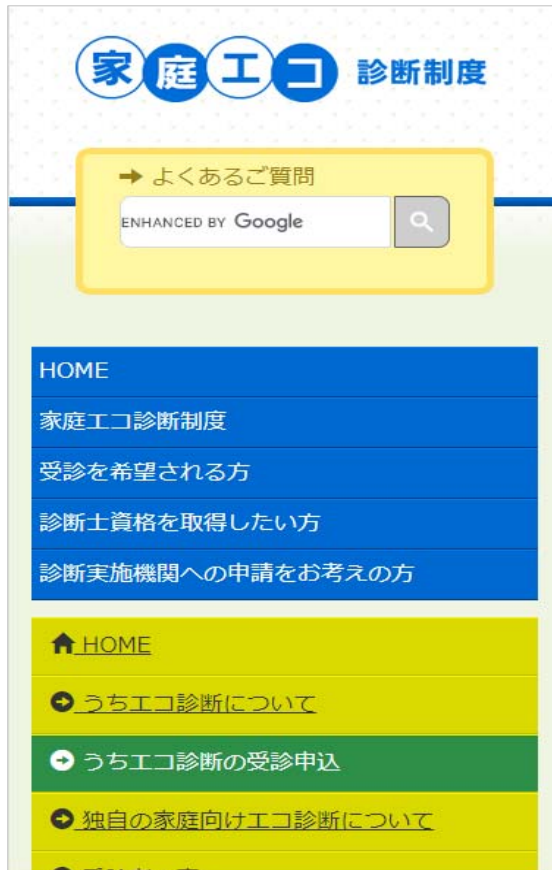 家庭エコ診断制度
よくあるご質問
ENHANCED BY Google
HOME
家庭エコ診断制度
受診を希望される方
診断士資格を取得したい方
診断実施機関への申請をお考えの方
HOME
うちエコ診断について
うちエコ診断の受診申込
独自の家庭向けエコ診断について